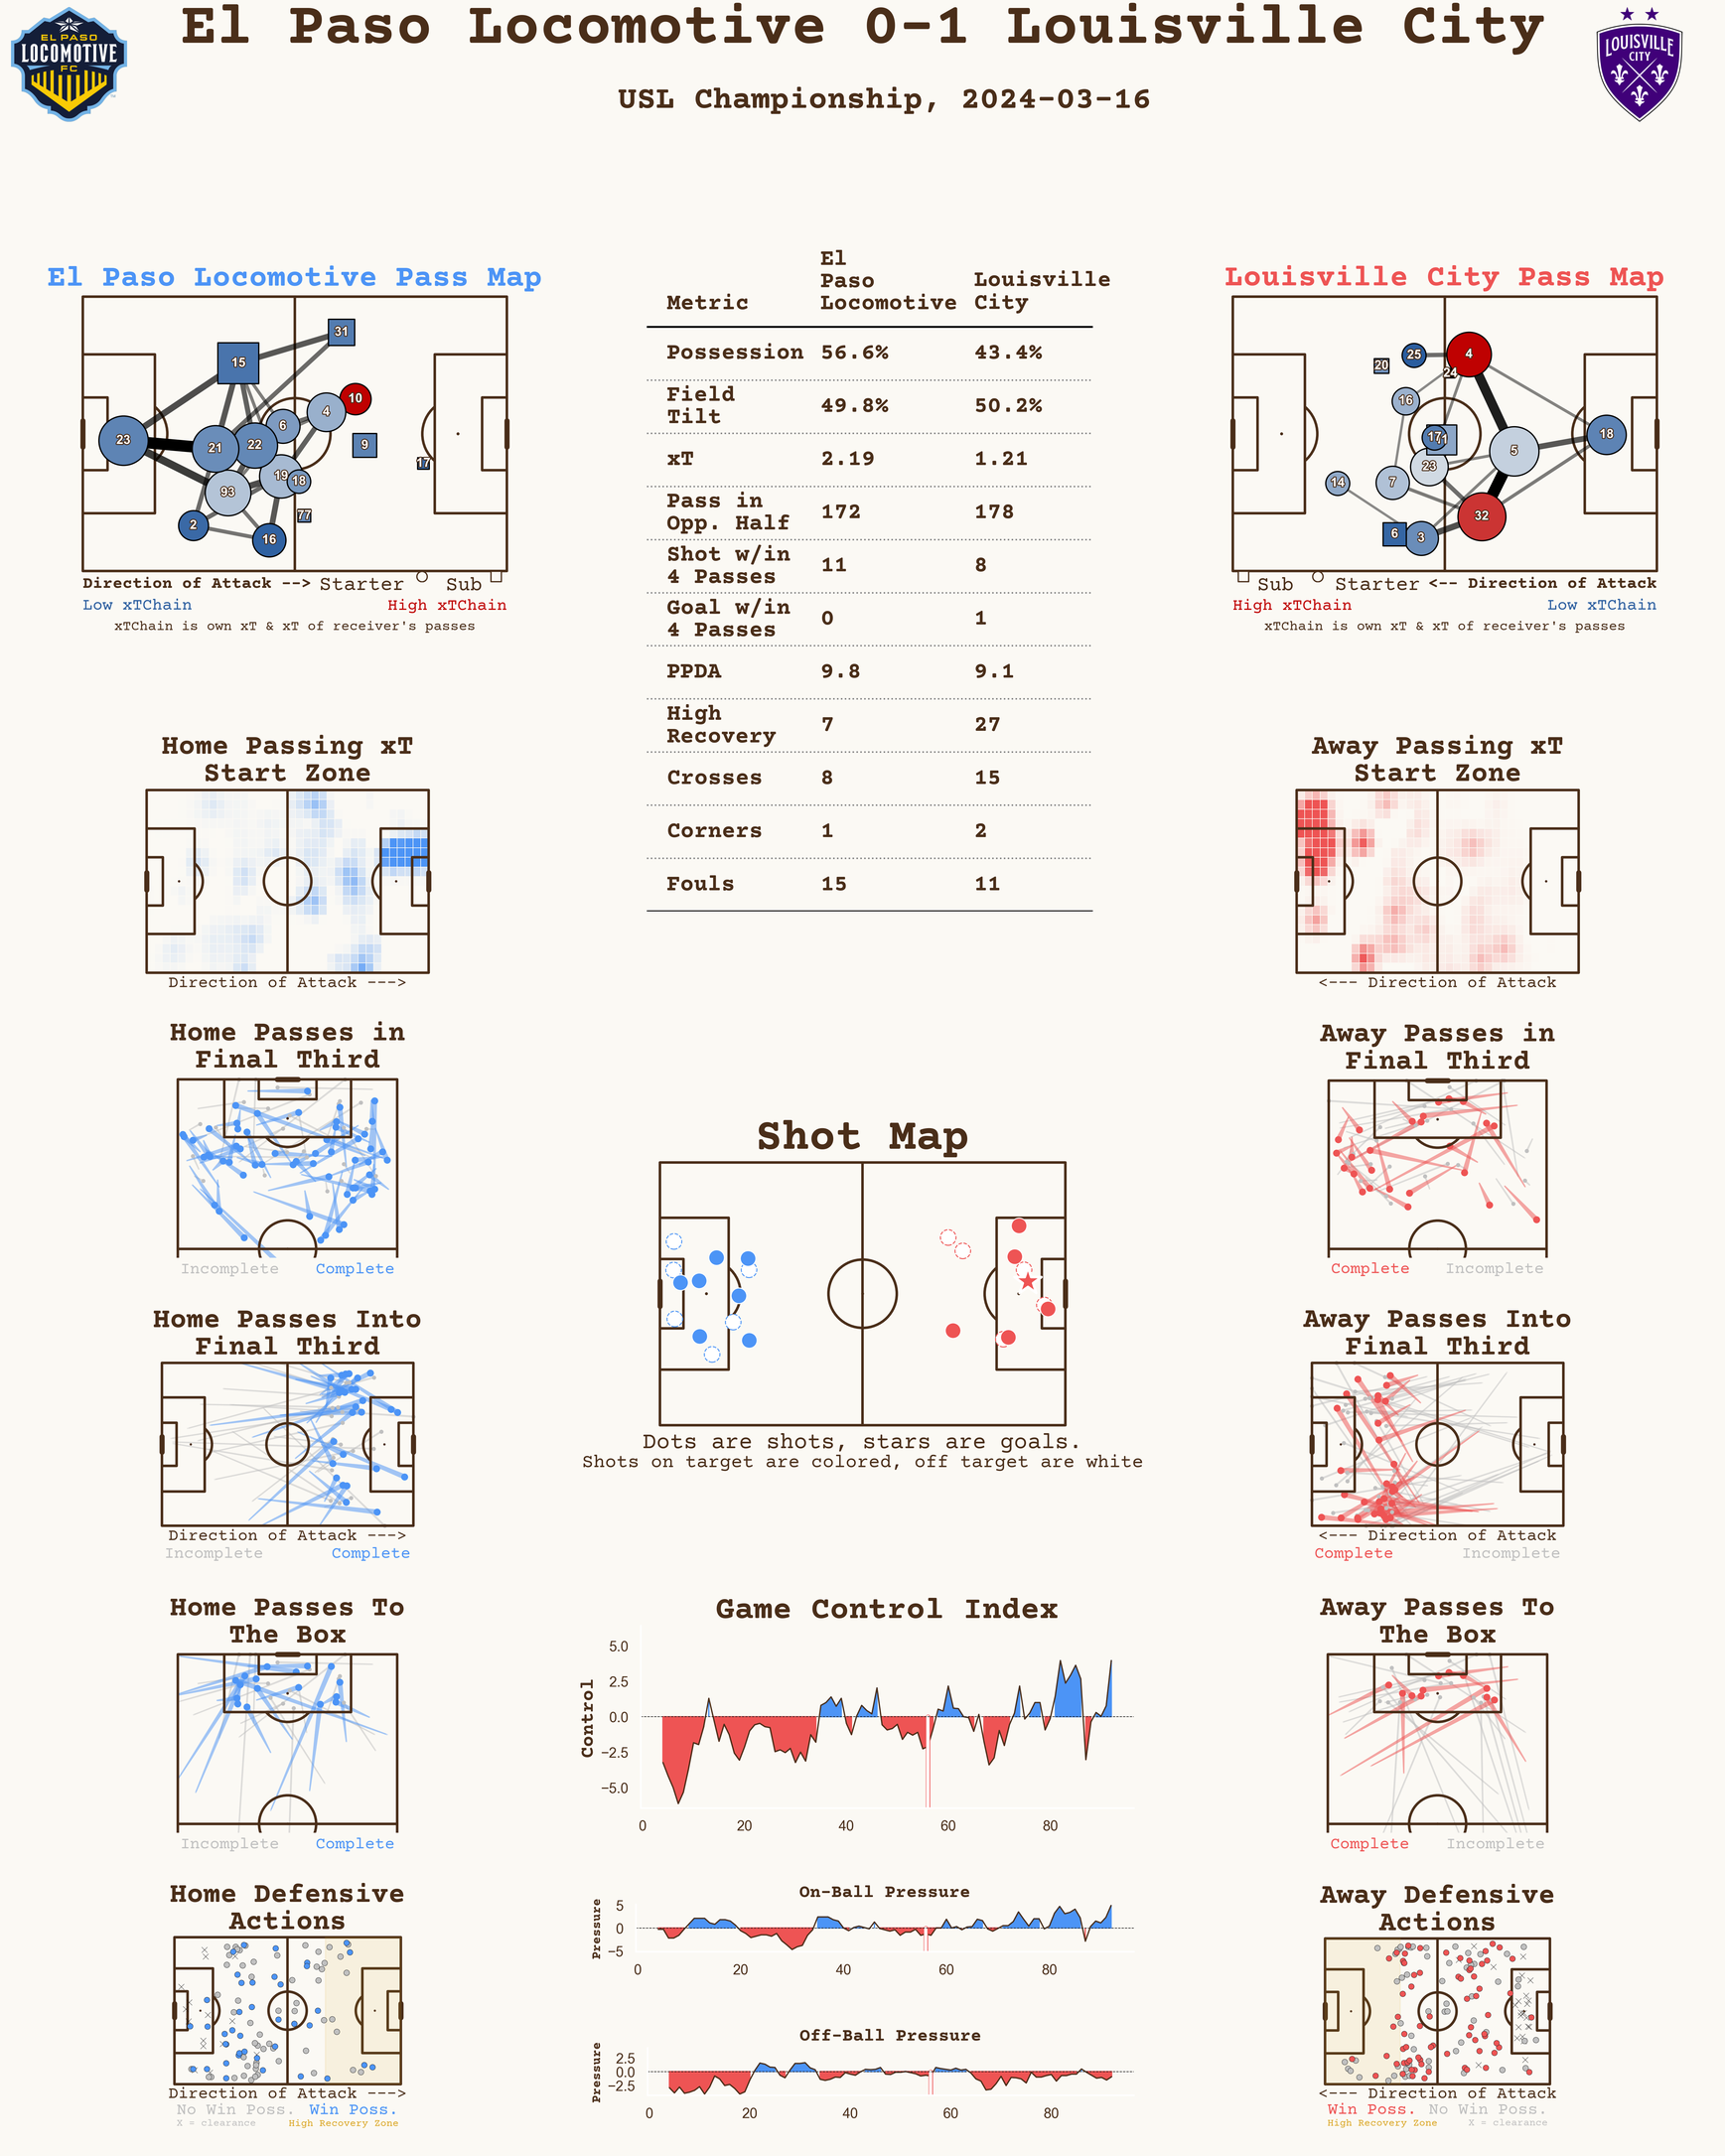 El Paso Locomotive 0-1 Louisville City
USL Championship, 2024-03-16
EL PASO
LOCOMOTIVE
FC
LOUISVILLE
CITY
El Paso Locomotive Pass Map
31
15
10
4
6
23
21
22
9
17
19
18
93
77
2
16
Direction of Attack --> Starter Sub
Low xTChain High xTChain
xTChain is own xT & xT of receiver's passes
Metric El Paso Locomotive Louisville City
Possession 56.6% 43.4%
Field Tilt 49.8% 50.2%
xT 2.19 1.21
Pass in Opp. Half 172 178
Shot w/in 4 Passes 11 8
Goal w/in 4 Passes 0 1
PPDA 9.8 9.1
High Recovery 7 27
Crosses 8 15
Corners 1 2
Fouls 15 11
Louisville City Pass Map
20
25
4
24
16
17
5
18
23
14
7
32
6
3
Sub Starter <-- Direction of Attack
High xTChain Low xTChain
xTChain is own xT & xT of receiver's passes
Home Passing xT
Start Zone
Direction of Attack --->
Away Passing xT
Start Zone
<--- Direction of Attack
Home Passes in
Final Third
Incomplete Complete
Away Passes in
Final Third
Complete Incomplete
Shot Map
Dots are shots, stars are goals.
Shots on target are colored, off target are white
Home Passes Into
Final Third
Direction of Attack --->
Incomplete Complete
Away Passes Into
Final Third
<--- Direction of Attack
Complete Incomplete
Home Passes To
The Box
Incomplete Complete
Game Control Index
Control
5.0
2.5
0.0
−2.5
−5.0
0 20 40 60 80
Away Passes To
The Box
Complete Incomplete
Home Defensive
Actions
Direction of Attack --->
No Win Poss. Win Poss.
X = clearance High Recovery Zone
On-Ball Pressure
Pressure
5
0
−5
0 20 40 60 80
Off-Ball Pressure
Pressure
2.5
0.0
−2.5
0 20 40 60 80
Away Defensive
Actions
<--- Direction of Attack
Win Poss. No Win Poss.
High Recovery Zone X = clearance